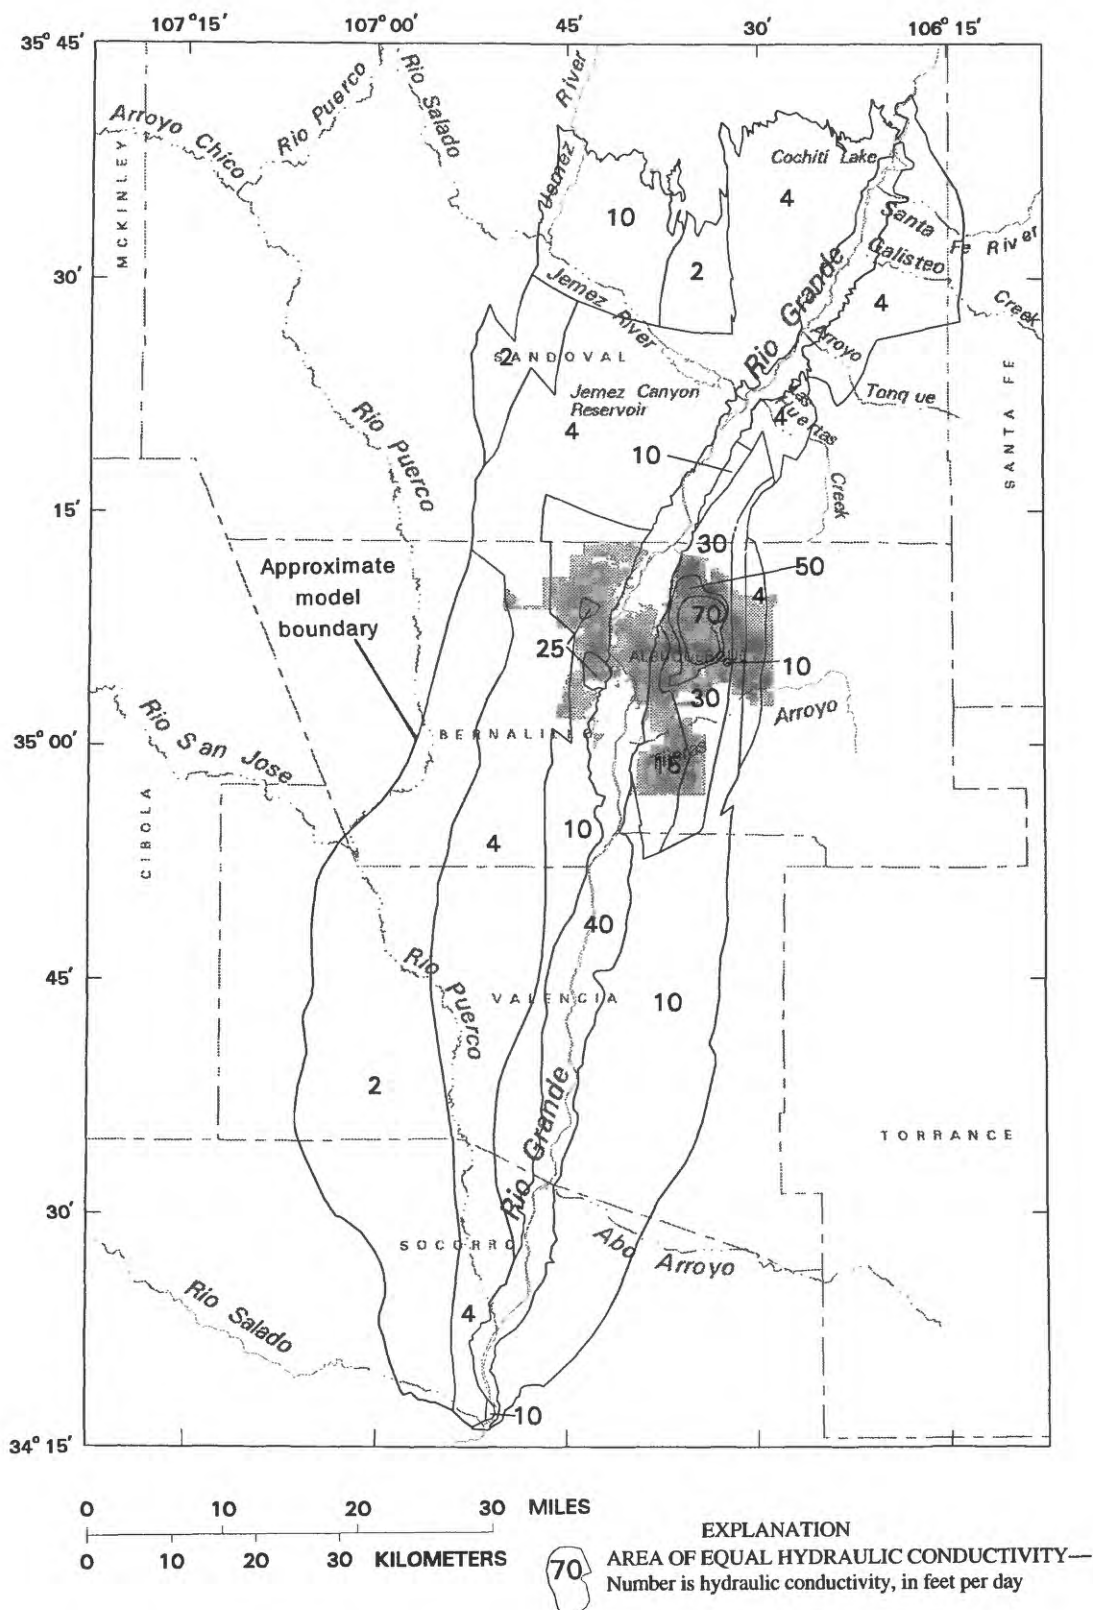 107° 15′
107° 00′
45′
30′
106° 15′
35° 45′
30′
15′
35° 00′
45′
30′
34° 15′
MCKINLEY
Arroyo Chico
Rio Puerco
Rio Salado
Jemez River
Cochiti Lake
4
10
2
Santa Fe River
Galisteo Creek
4
Jemez River
Rio Grande
Arroyo Tonque
2
SANDOVAL
Jemez Canyon
Reservoir
4
Las Huertas Creek
4
SANTA FE
Rio Puerco
10
30
50
Approximate
model
boundary
4
70
25
ALBUQUERQUE
10
30
Arroyo
BERNALILLO
15
Rio San Jose
CIBOLA
10
4
40
Rio Puerco
VALENCIA
10
2
Rio Grande
TORRANCE
SOCORRO
Abo Arroyo
Rio Salado
4
10
0 10 20 30 MILES
0 10 20 30 KILOMETERS
EXPLANATION
70
AREA OF EQUAL HYDRAULIC CONDUCTIVITY—
Number is hydraulic conductivity, in feet per day